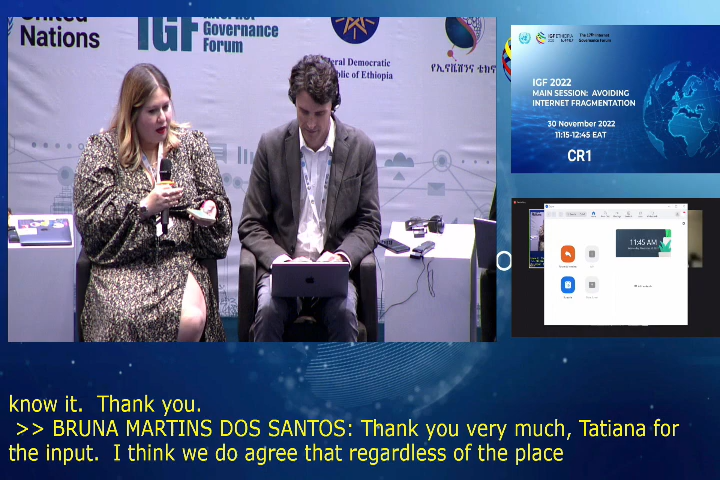 United
Nations
IGF
Internet
Governance
Forum
Federal Democratic
Republic of Ethiopia
የኢኖቬሽንና ቴክኖ
IGF 2022
MAIN SESSION: AVOIDING
INTERNET FRAGMENTATION
30 November 2022
11:15-12:45 EAT
CR1
11:45 AM
know it. Thank you.
>> BRUNA MARTINS DOS SANTOS: Thank you very much, Tatiana for
the input. I think we do agree that regardless of the place